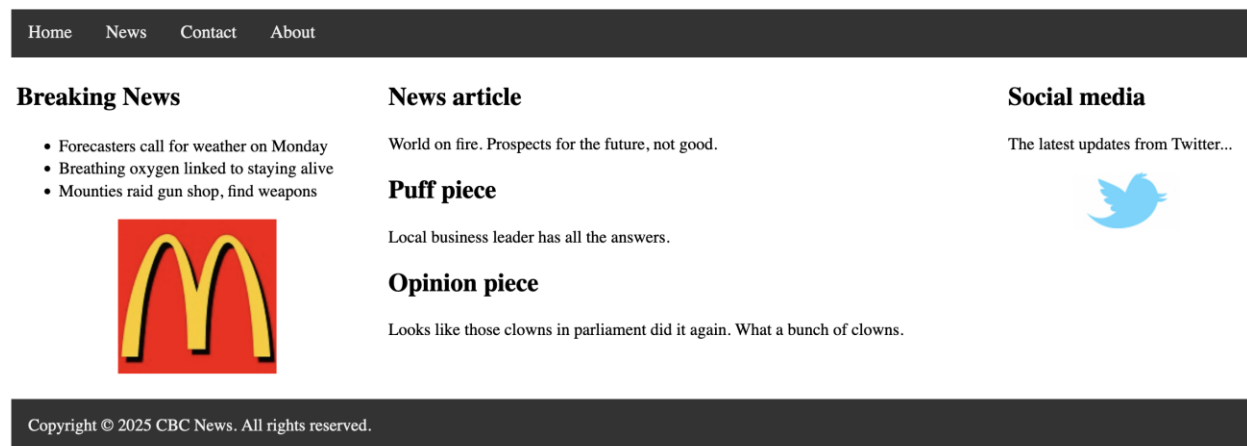 Home News Contact About
Breaking News
• Forecasters call for weather on Monday
• Breathing oxygen linked to staying alive
• Mounties raid gun shop, find weapons
News article
World on fire. Prospects for the future, not good.
Puff piece
Local business leader has all the answers.
Opinion piece
Looks like those clowns in parliament did it again. What a bunch of clowns.
Social media
The latest updates from Twitter...
Copyright © 2025 CBC News. All rights reserved.